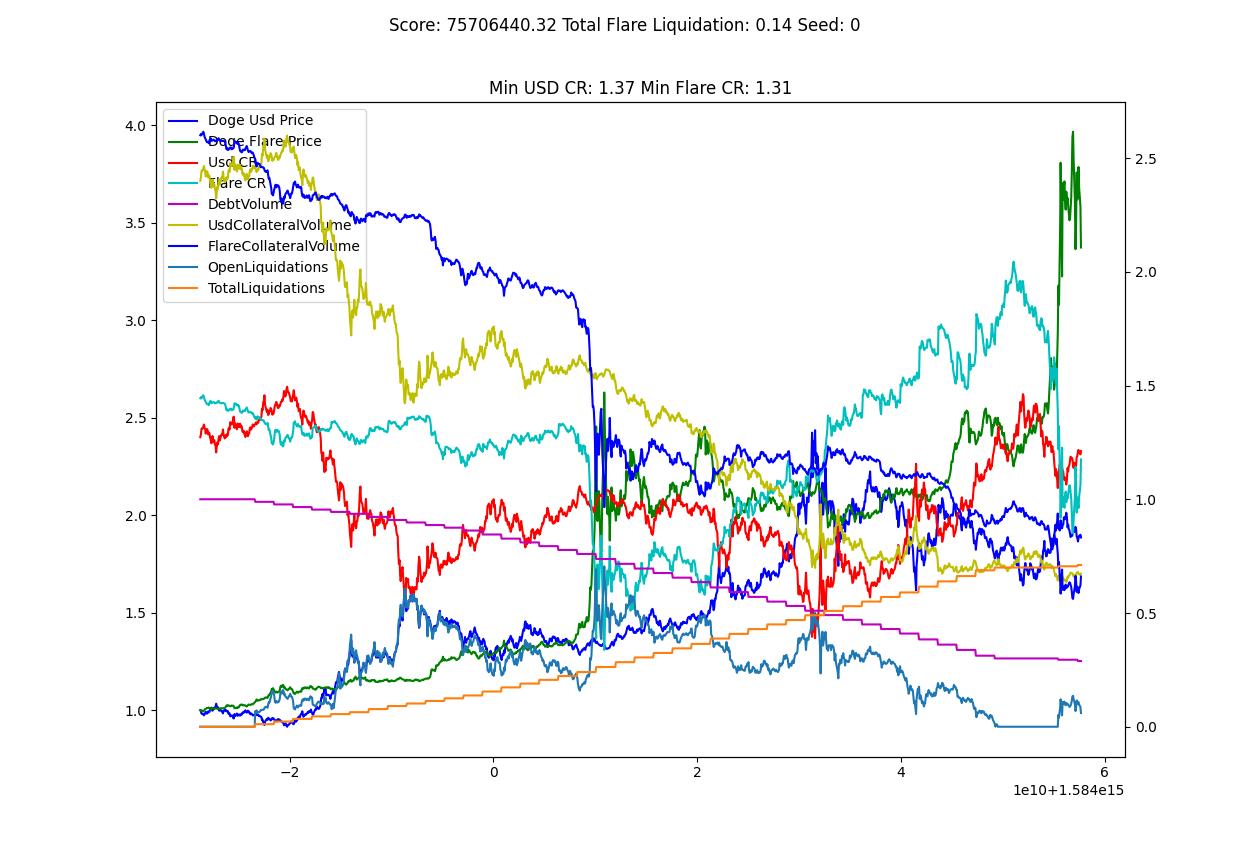 Score: 75706440.32 Total Flare Liquidation: 0.14 Seed: 0
Min USD CR: 1.37 Min Flare CR: 1.31
Doge Usd Price
Doge Flare Price
Usd CR
Flare CR
DebtVolume
UsdCollateralVolume
FlareCollateralVolume
OpenLiquidations
TotalLiquidations
4.0
3.5
3.0
2.5
2.0
1.5
1.0
2.5
2.0
1.5
1.0
0.5
0.0
−2
0
2
4
6
1e10+1.584e15